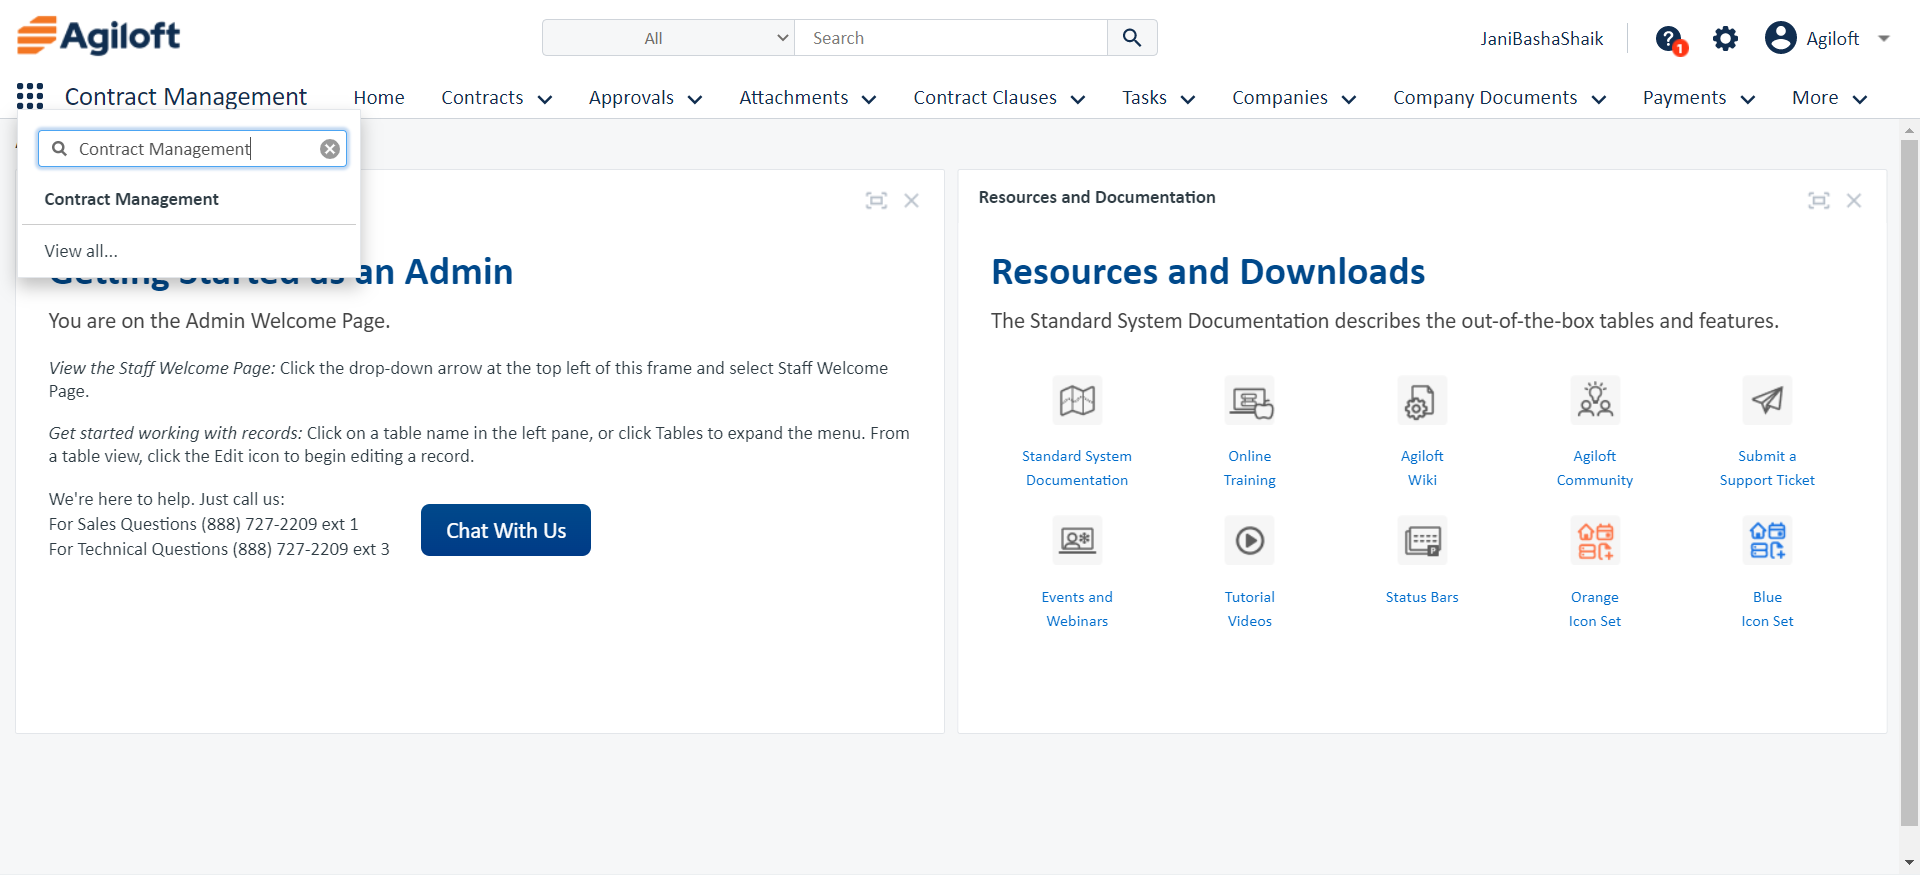 Agiloft
All
Search
JaniBashaShaik
1
Agiloft
Contract Management
Home
Contracts
Approvals
Attachments
Contract Clauses
Tasks
Companies
Company Documents
Payments
More
Contract Management
Contract Management
View all...
Getting Started as an Admin
You are on the Admin Welcome Page.
View the Staff Welcome Page: Click the drop-down arrow at the top left of this frame and select Staff Welcome
Page.
Get started working with records: Click on a table name in the left pane, or click Tables to expand the menu. From
a table view, click the Edit icon to begin editing a record.
We're here to help. Just call us:
For Sales Questions (888) 727-2209 ext 1
For Technical Questions (888) 727-2209 ext 3
Chat With Us
Resources and Documentation
Resources and Downloads
The Standard System Documentation describes the out-of-the-box tables and features.
Standard System
Documentation
Online
Training
Agiloft
Wiki
Agiloft
Community
Submit a
Support Ticket
Events and
Webinars
Tutorial
Videos
Status Bars
Orange
Icon Set
Blue
Icon Set